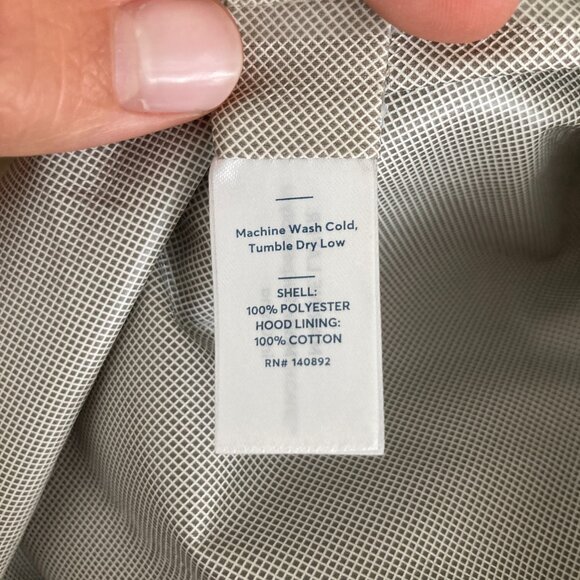 Machine Wash Cold,
Tumble Dry Low
SHELL:
100% POLYESTER
HOOD LINING:
100% COTTON
RN# 140892